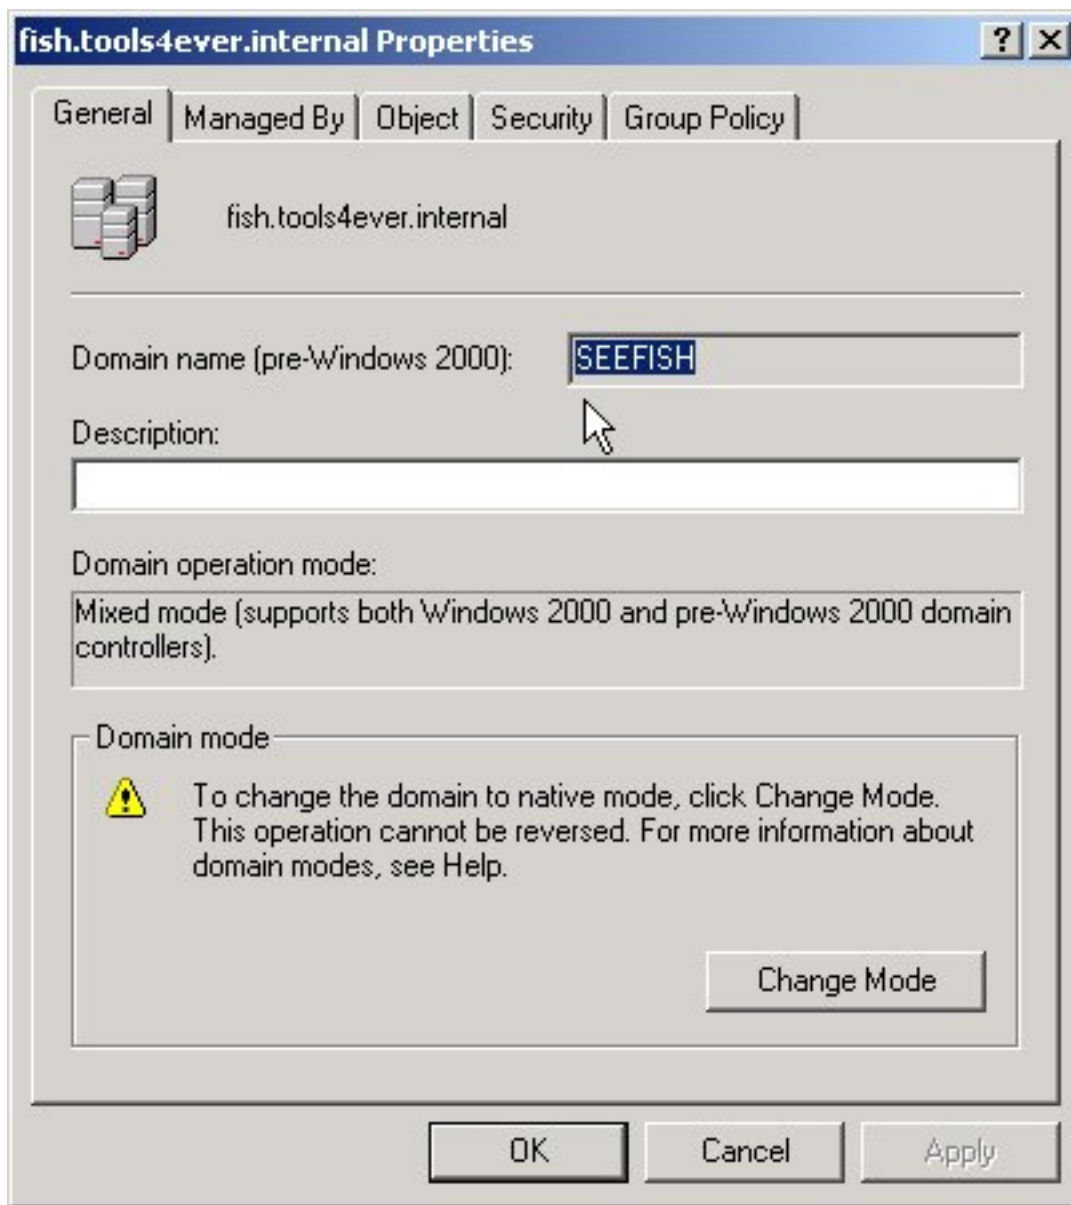 fish.tools4ever.internal Properties
General Managed By Object Security Group Policy
fish.tools4ever.internal
Domain name (pre-Windows 2000): SEEFISH
Description:
Domain operation mode:
Mixed mode (supports both Windows 2000 and pre-Windows 2000 domain
controllers).
Domain mode
To change the domain to native mode, click Change Mode.
This operation cannot be reversed. For more information about
domain modes, see Help.
Change Mode
OK Cancel Apply